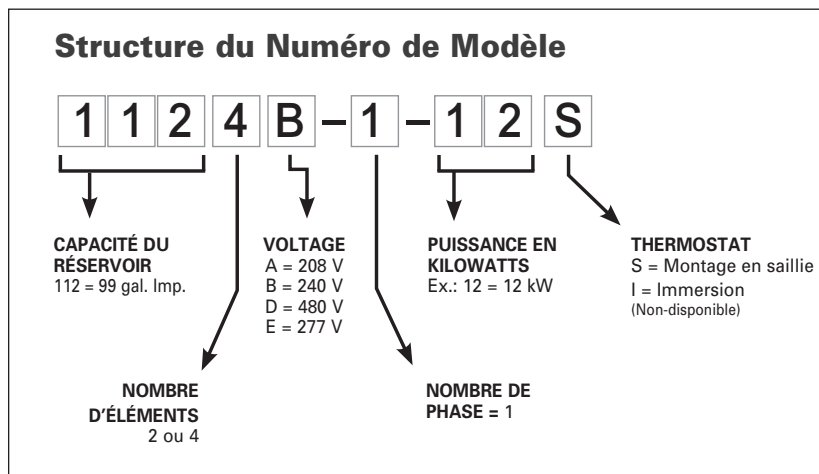 Structure du Numéro de Modèle
1 1 2 4 B – 1 – 1 2 S
CAPACITÉ DU
RÉSERVOIR
112 = 99 gal. Imp.
VOLTAGE
A = 208 V
B = 240 V
D = 480 V
E = 277 V
PUISSANCE EN
KILOWATTS
Ex.: 12 = 12 kW
THERMOSTAT
S = Montage en saillie
I = Immersion
(Non-disponible)
NOMBRE
D'ÉLÉMENTS
2 ou 4
NOMBRE DE
PHASE = 1